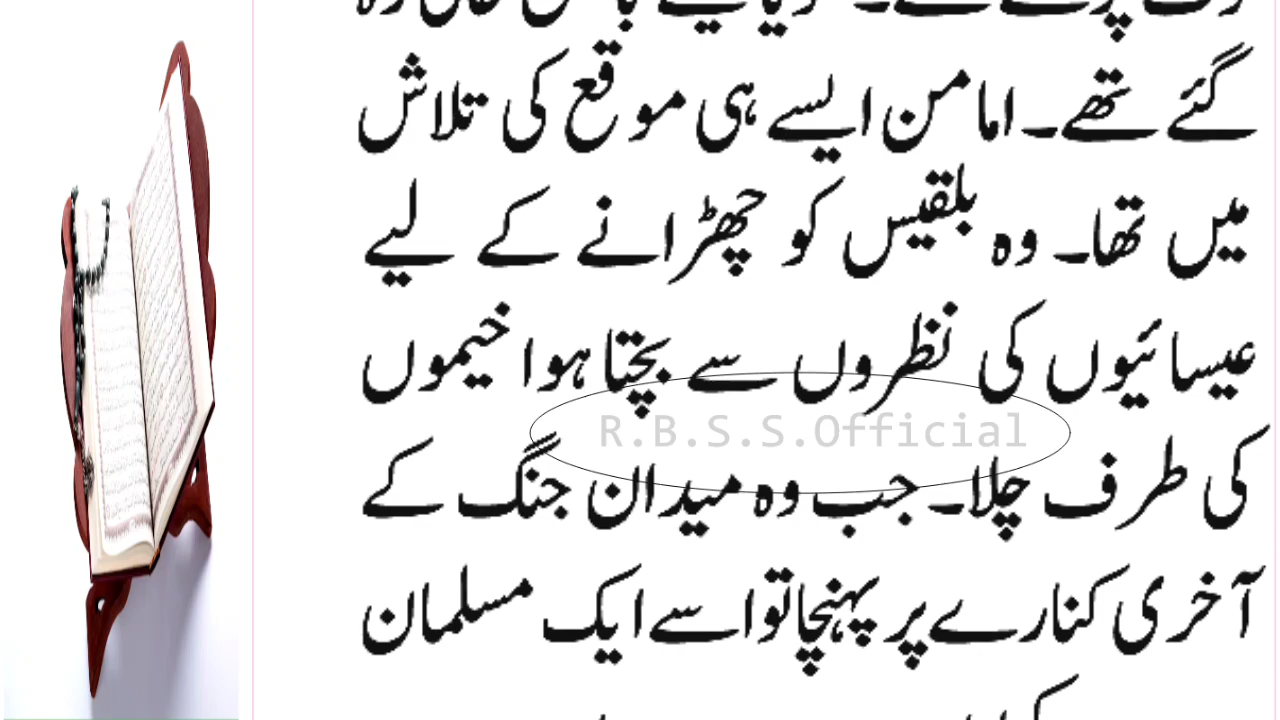 گئے تھے۔ امامن ایسے ہی موقع کی تلاش
میں تھا۔ وہ بلقیس کو چھڑانے کے لیے
عیسائیوں کی نظروں سے بچتا ہوا خیموں
R.B.S.S.Official
کی طرف چلا۔ جب وہ میدان جنگ کے
آخری کنارے پر پہنچا تو اسے ایک مسلمان